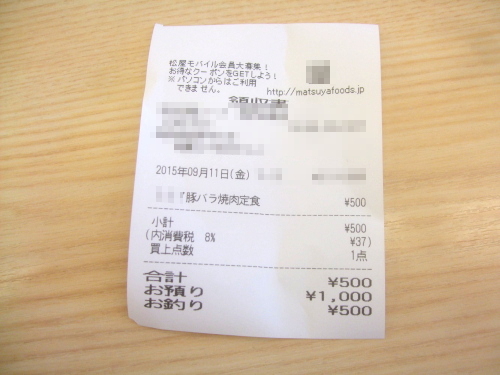 松屋モバイル会員大募集!
お得なクーポンをGETしよう!
※パソコンからはご利用
できません。
http://matsuyafoods.jp
領収書
2015年09月11日(金)
豚バラ焼肉定食 ¥500
小計 ¥500
(内消費税 8% ¥37)
買上点数 1点
合計 ¥500
お預り ¥1,000
お釣り ¥500